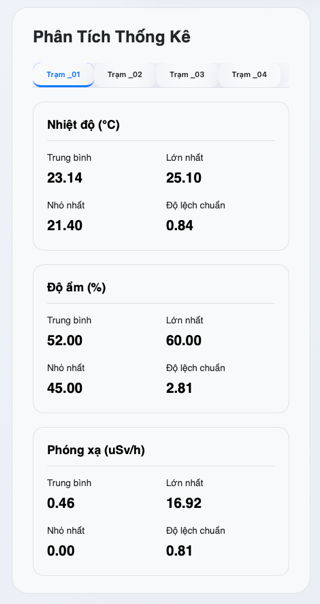 Phân Tích Thống Kê
Trạm _01 Trạm _02 Trạm _03 Trạm _04
Nhiệt độ (°C)
Trung bình Lớn nhất
23.14 25.10
Nhỏ nhất Độ lệch chuẩn
21.40 0.84
Độ ẩm (%)
Trung bình Lớn nhất
52.00 60.00
Nhỏ nhất Độ lệch chuẩn
45.00 2.81
Phóng xạ (uSv/h)
Trung bình Lớn nhất
0.46 16.92
Nhỏ nhất Độ lệch chuẩn
0.00 0.81